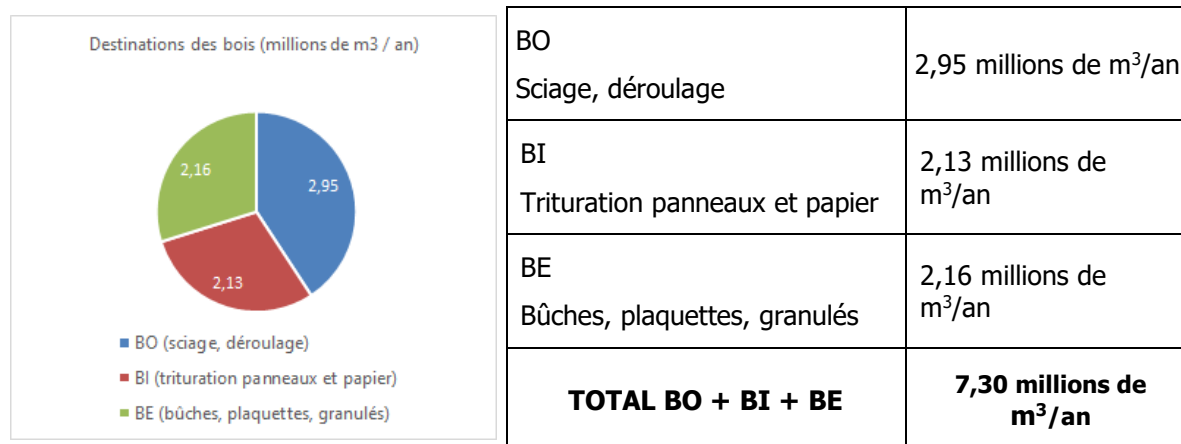 Destinations des bois (millions de m3 / an)
2,16
2,95
2,13
BO (sciage, déroulage)
BI (trituration panneaux et papier)
BE (bûches, plaquettes, granulés)
BO
Sciage, déroulage
2,95 millions de m³/an
BI
Trituration panneaux et papier
2,13 millions de
m³/an
BE
Bûches, plaquettes, granulés
2,16 millions de
m³/an
TOTAL BO + BI + BE
7,30 millions de
m³/an